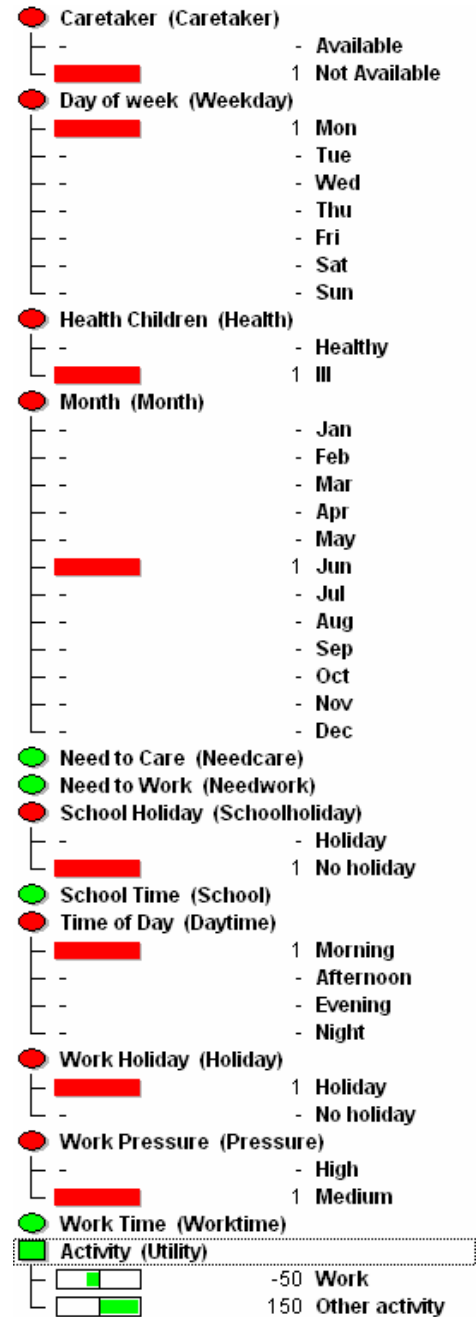 Caretaker (Caretaker)
- - Available
1 Not Available
Day of week (Weekday)
1 Mon
- - Tue
- - Wed
- - Thu
- - Fri
- - Sat
- - Sun
Health Children (Health)
- - Healthy
1 Ill
Month (Month)
- - Jan
- - Feb
- - Mar
- - Apr
- - May
1 Jun
- - Jul
- - Aug
- - Sep
- - Oct
- - Nov
- - Dec
Need to Care (Needcare)
Need to Work (Needwork)
School Holiday (Schoolholiday)
- - Holiday
1 No holiday
School Time (School)
Time of Day (Daytime)
1 Morning
- - Afternoon
- - Evening
- - Night
Work Holiday (Holiday)
1 Holiday
- - No holiday
Work Pressure (Pressure)
- - High
1 Medium
Work Time (Worktime)
Activity (Utility)
-50 Work
150 Other activity